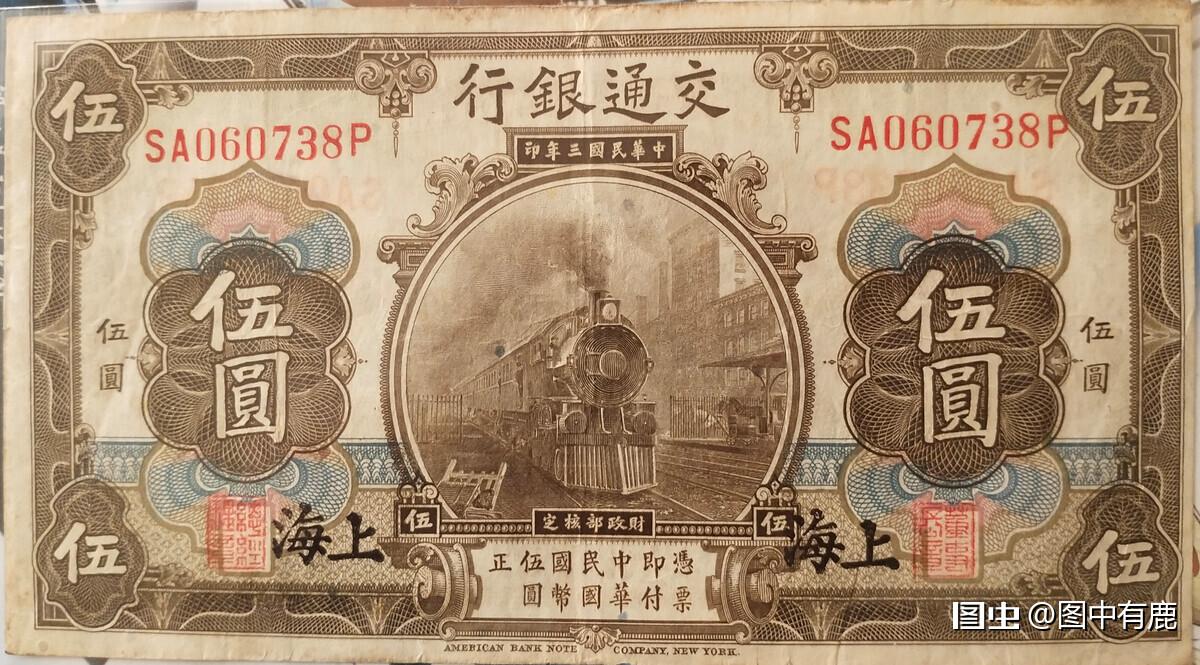 交通銀行
伍
伍
SA060738P
SA060738P
中華民國三年印
伍圓
伍圓
伍圓
伍圓
財政部核定
伍
伍
上海
上海
憑票即付中華民國國幣伍圓正
伍
伍
AMERICAN BANK NOTE COMPANY, NEW YORK.
图虫@图中有鹿